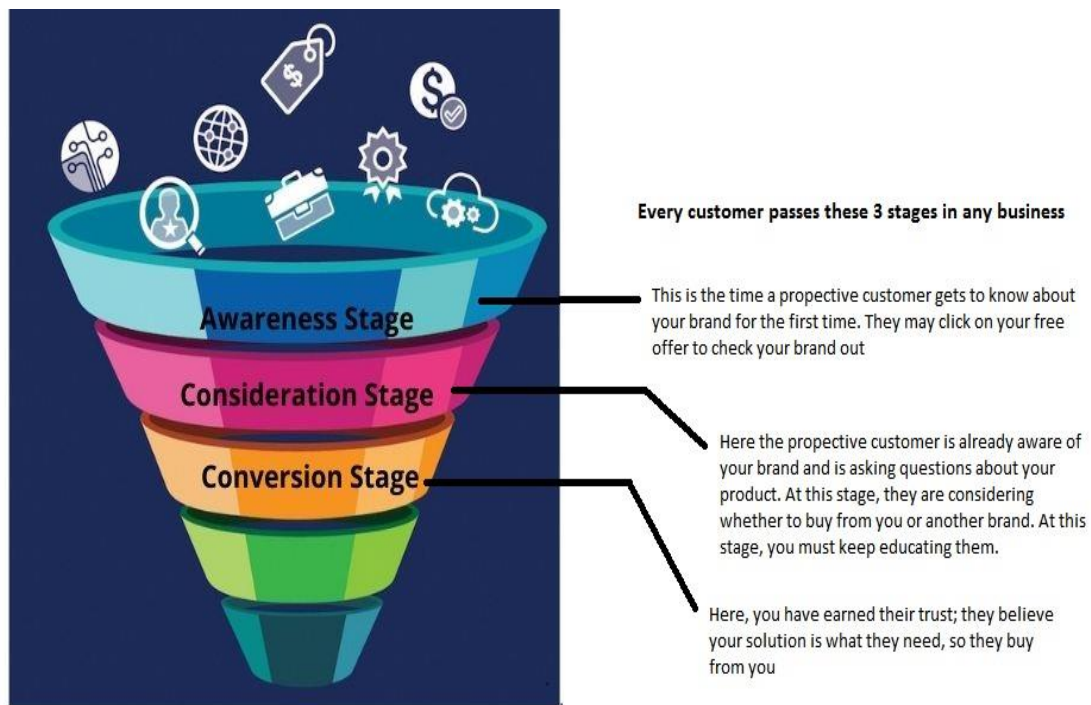 Every customer passes these 3 stages in any business
Awareness Stage
This is the time a propective customer gets to know about
your brand for the first time. They may click on your free
offer to check your brand out
Consideration Stage
Here the propective customer is already aware of
your brand and is asking questions about your
product. At this stage, they are considering
whether to buy from you or another brand. At this
stage, you must keep educating them.
Conversion Stage
Here, you have earned their trust; they believe
your solution is what they need, so they buy
from you